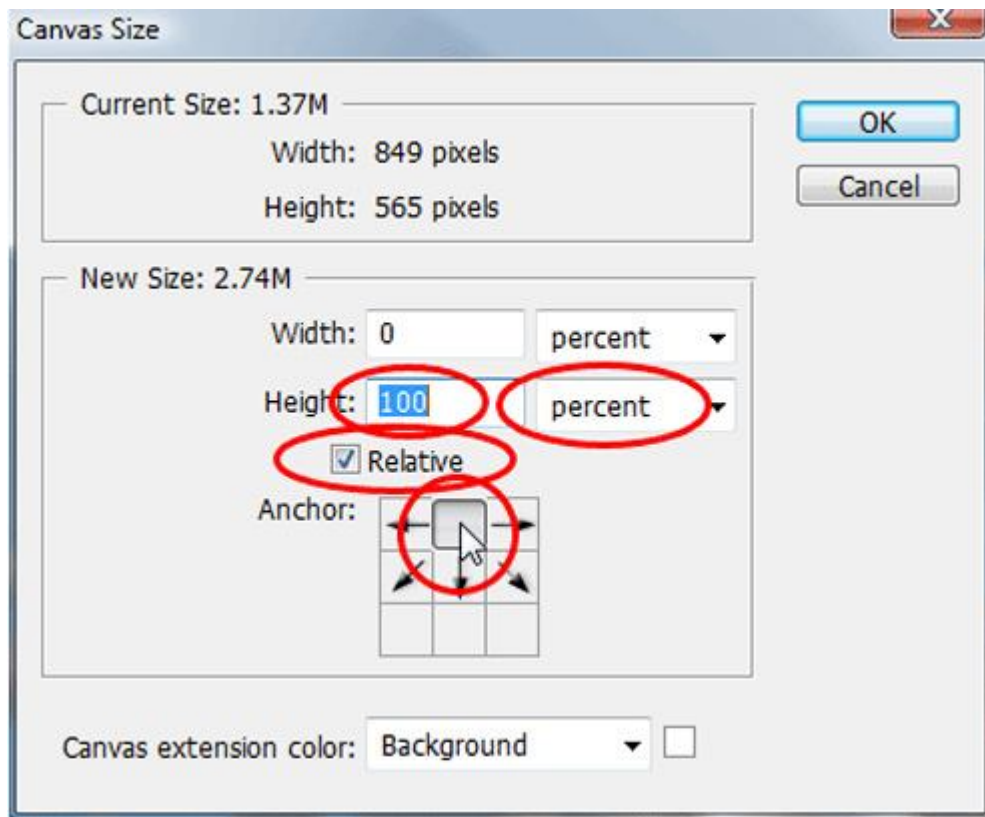 Canvas Size
Current Size: 1.37M
Width: 849 pixels
Height: 565 pixels
OK
Cancel
New Size: 2.74M
Width: 0 percent
Height: 100 percent
Relative
Anchor:
Canvas extension color: Background